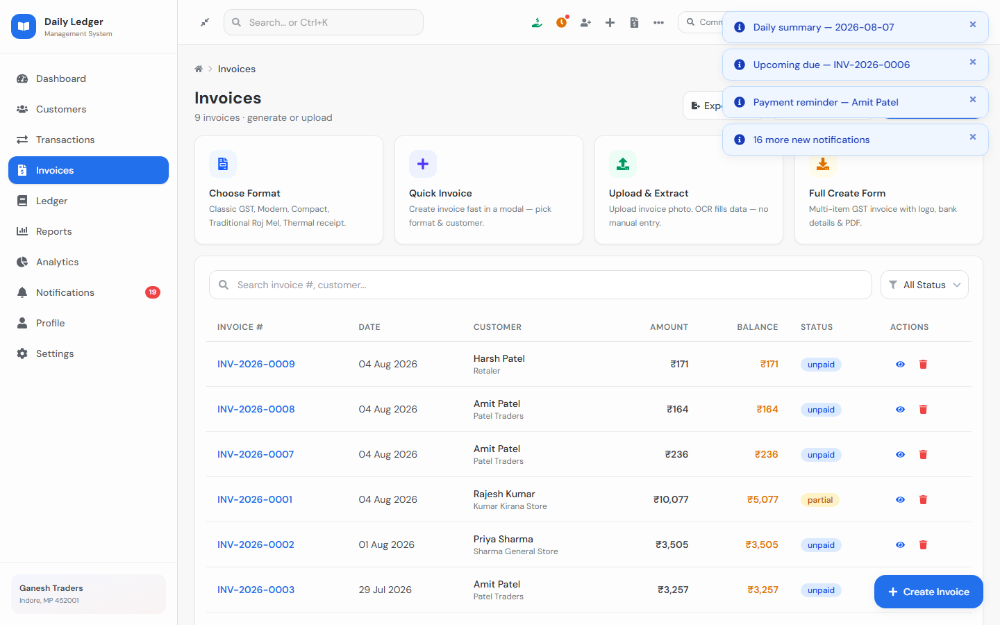 Daily Ledger
Management System
Dashboard
Customers
Transactions
Invoices
Ledger
Reports
Analytics
Notifications 19
Profile
Settings
Ganesh Traders
Indore, MP 452001
Search... or Ctrl+K
Daily summary — 2026-08-07
Upcoming due — INV-2026-0006
Payment reminder — Amit Patel
16 more new notifications
Invoices
Invoices
9 invoices · generate or upload
Choose Format
Classic GST, Modern, Compact,
Traditional Roj Mel, Thermal receipt.
Quick Invoice
Create invoice fast in a modal — pick
format & customer.
Upload & Extract
Upload invoice photo. OCR fills data — no
manual entry.
Full Create Form
Multi-item GST invoice with logo, bank
details & PDF.
Search invoice #, customer...
All Status
INVOICE # DATE CUSTOMER AMOUNT BALANCE STATUS ACTIONS
INV-2026-0009 04 Aug 2026 Harsh Patel ₹171 ₹171 unpaid
Retaler
INV-2026-0008 04 Aug 2026 Amit Patel ₹164 ₹164 unpaid
Patel Traders
INV-2026-0007 04 Aug 2026 Amit Patel ₹236 ₹236 unpaid
Patel Traders
INV-2026-0001 04 Aug 2026 Rajesh Kumar ₹10,077 ₹5,077 partial
Kumar Kirana Store
INV-2026-0002 01 Aug 2026 Priya Sharma ₹3,505 ₹3,505 unpaid
Sharma General Store
INV-2026-0003 29 Jul 2026 Amit Patel ₹3,257 ₹3,257 unpaid
Patel Traders
Create Invoice